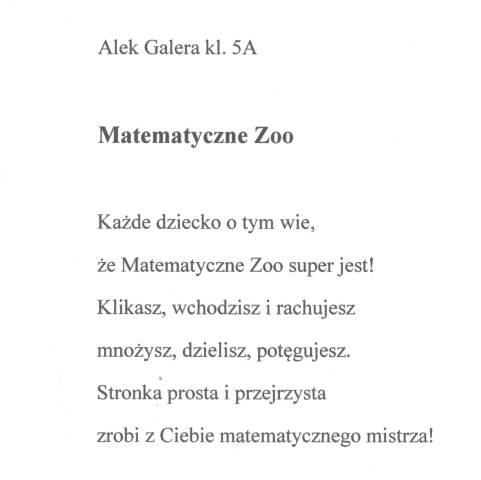 Alek Galera kl. 5A
Matematyczne Zoo
Każde dziecko o tym wie,
że Matematyczne Zoo super jest!
Klikasz, wchodzisz i rachujesz
mnożysz, dzielisz, potęgujesz.
Stronka prosta i przejrzysta
zrobi z Ciebie matematycznego mistrza!